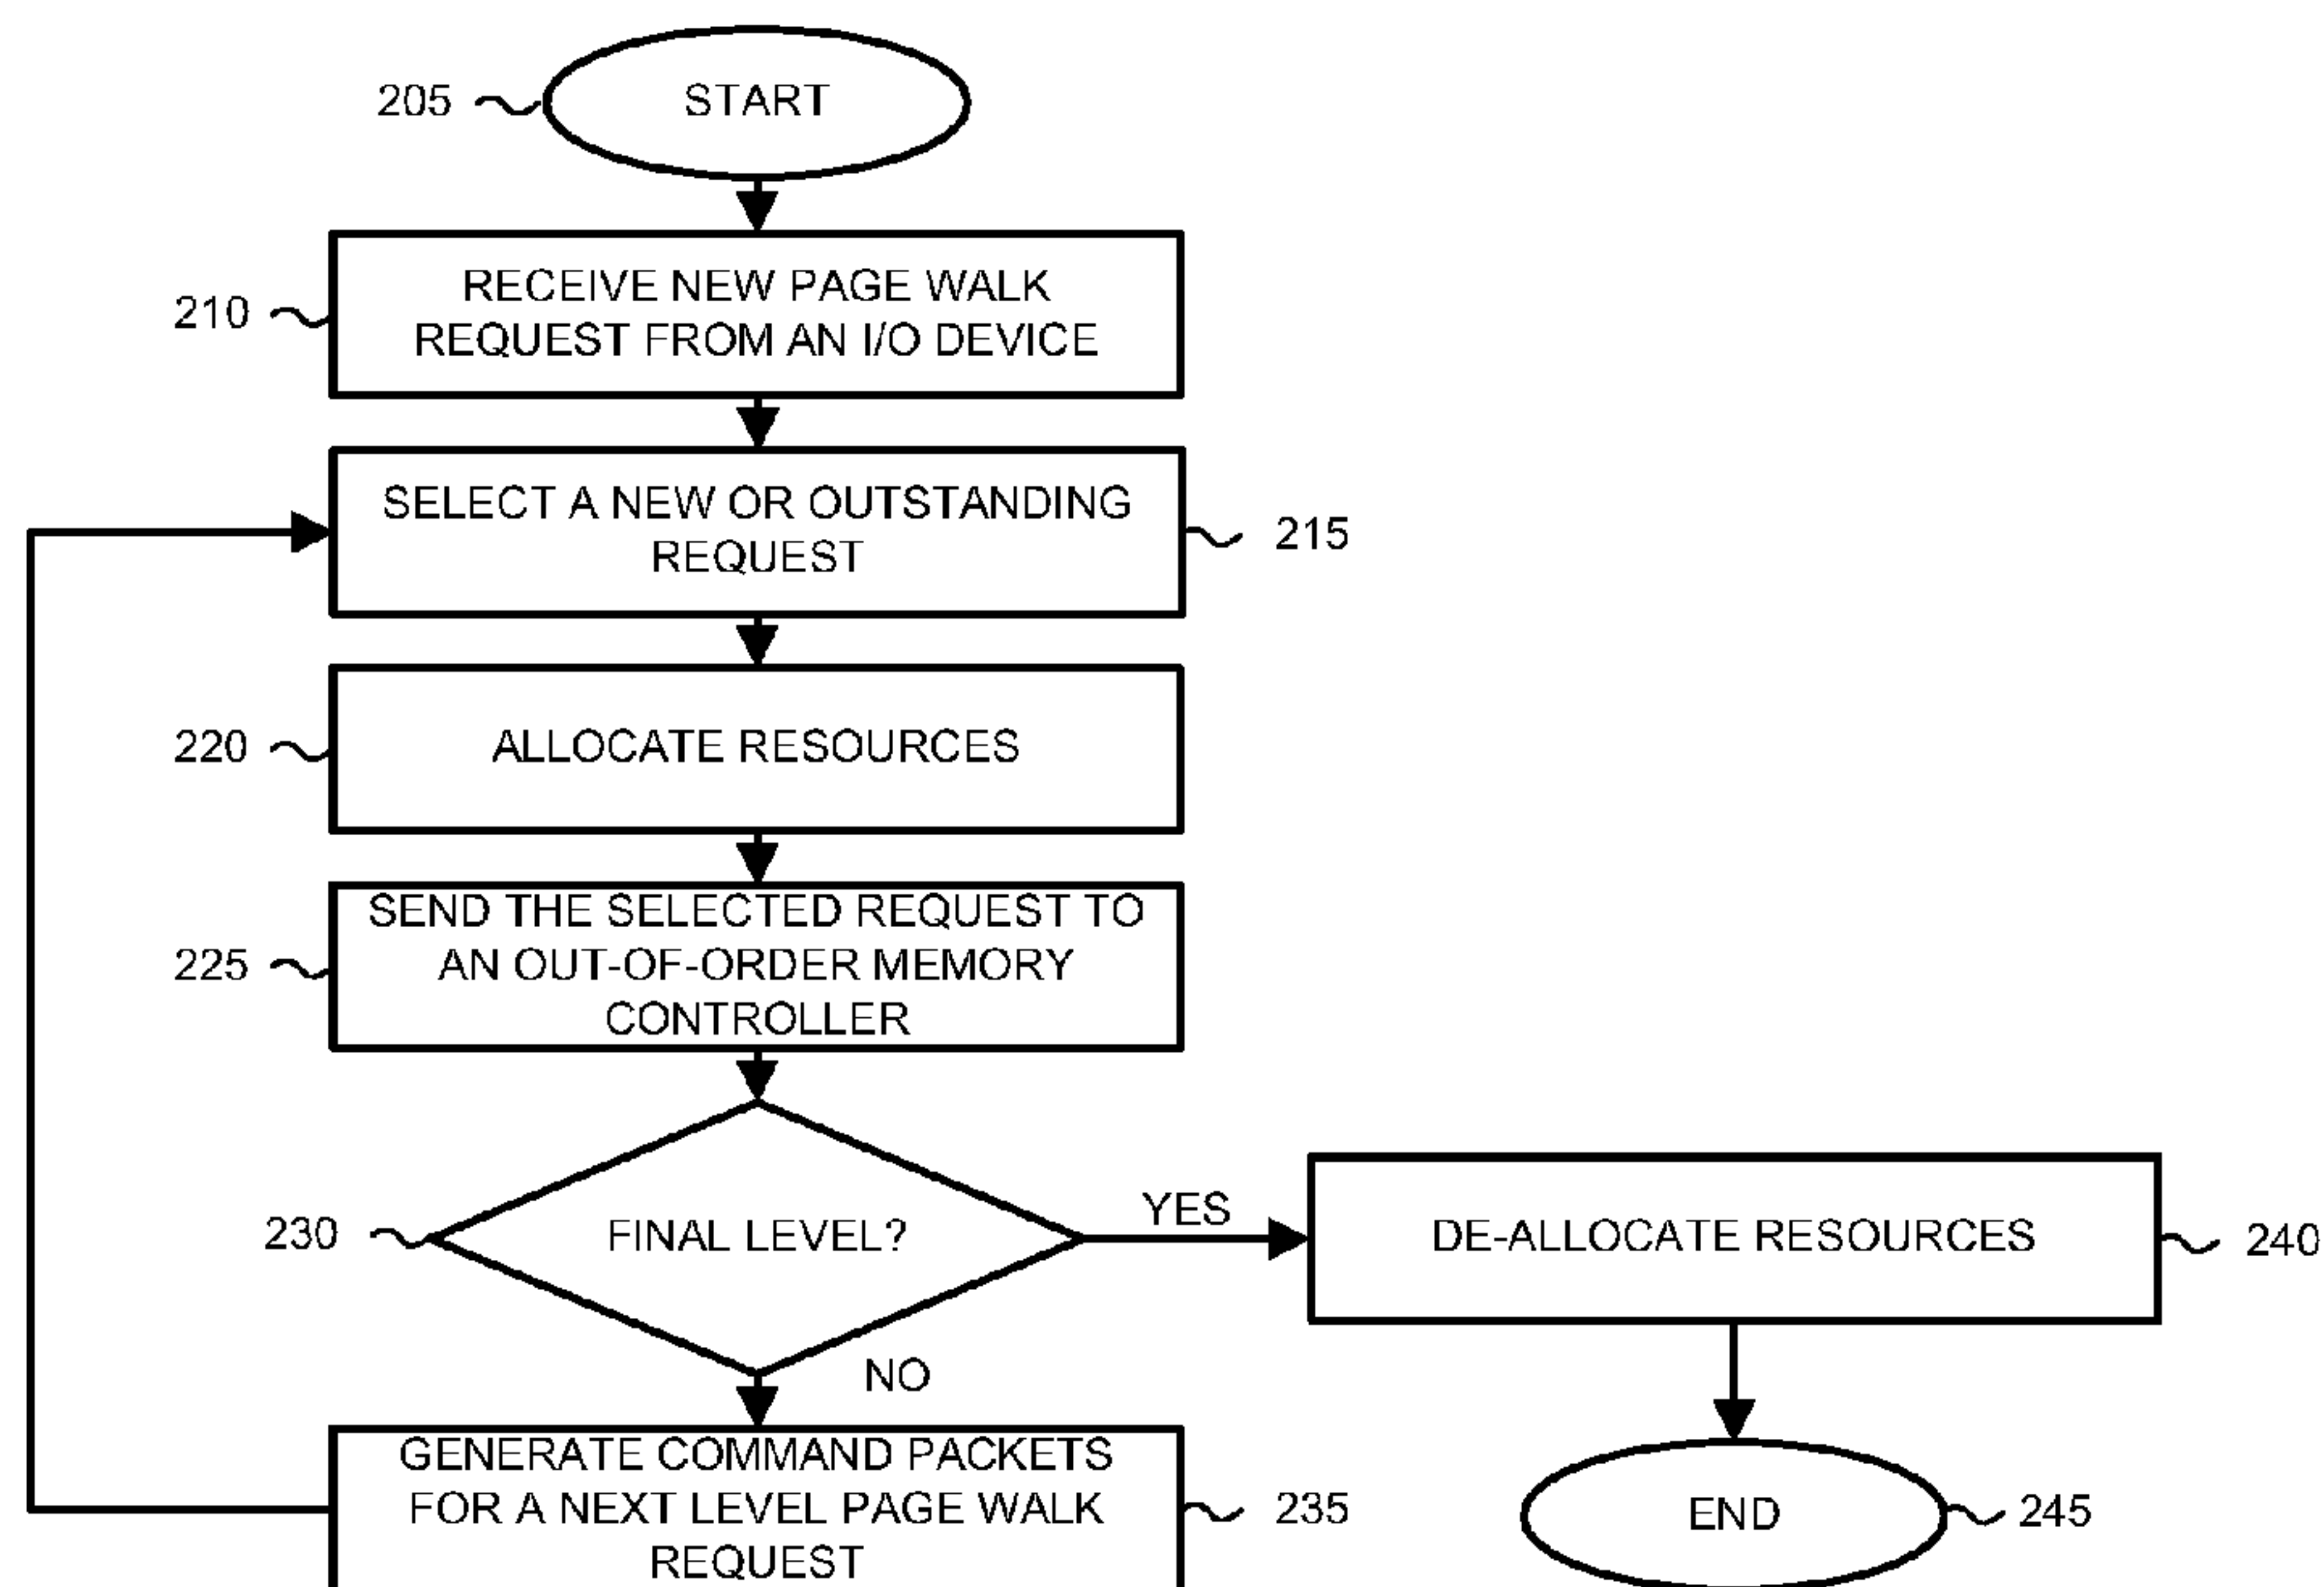 205
START
210
RECEIVE NEW PAGE WALK
REQUEST FROM AN I/O DEVICE
SELECT A NEW OR OUTSTANDING
REQUEST
215
220
ALLOCATE RESOURCES
225
SEND THE SELECTED REQUEST TO
AN OUT-OF-ORDER MEMORY
CONTROLLER
230
FINAL LEVEL?
YES
DE-ALLOCATE RESOURCES
240
NO
GENERATE COMMAND PACKETS
FOR A NEXT LEVEL PAGE WALK
REQUEST
235
END
245